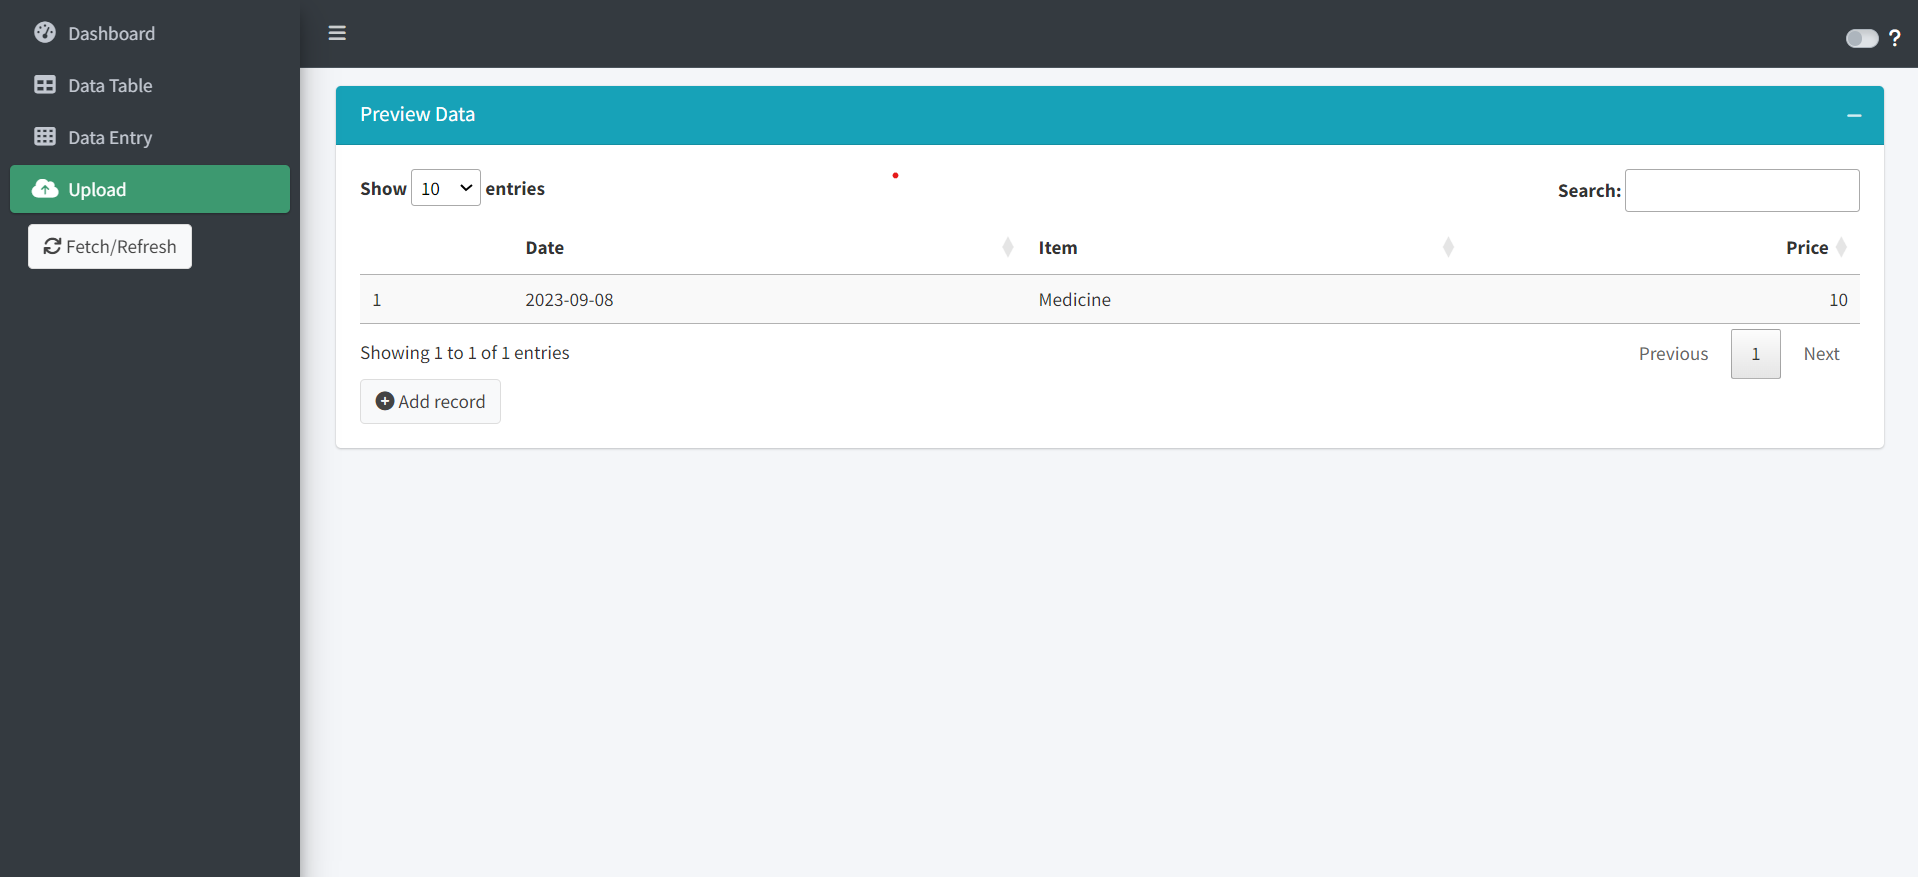 Dashboard
Data Table
Data Entry
Upload
Fetch/Refresh
?
Preview Data
Show 10 entries
Search:
Date Item Price
1 2023-09-08 Medicine 10
Showing 1 to 1 of 1 entries
Previous 1 Next
Add record